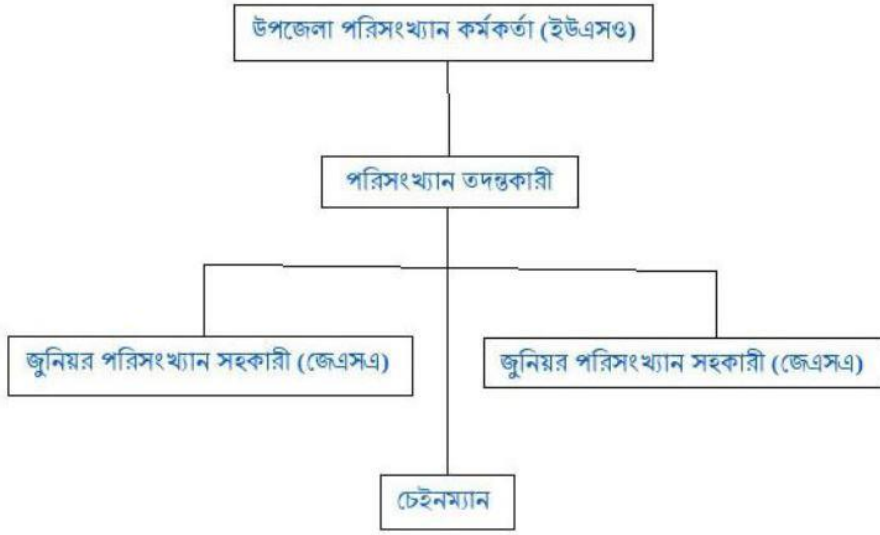 উপজেলা পরিসংখ্যান কর্মকর্তা (ইউএসও)
পরিসংখ্যান তদন্তকারী
জুনিয়র পরিসংখ্যান সহকারী (জেএসএ)
জুনিয়র পরিসংখ্যান সহকারী (জেএসএ)
চেইনম্যান